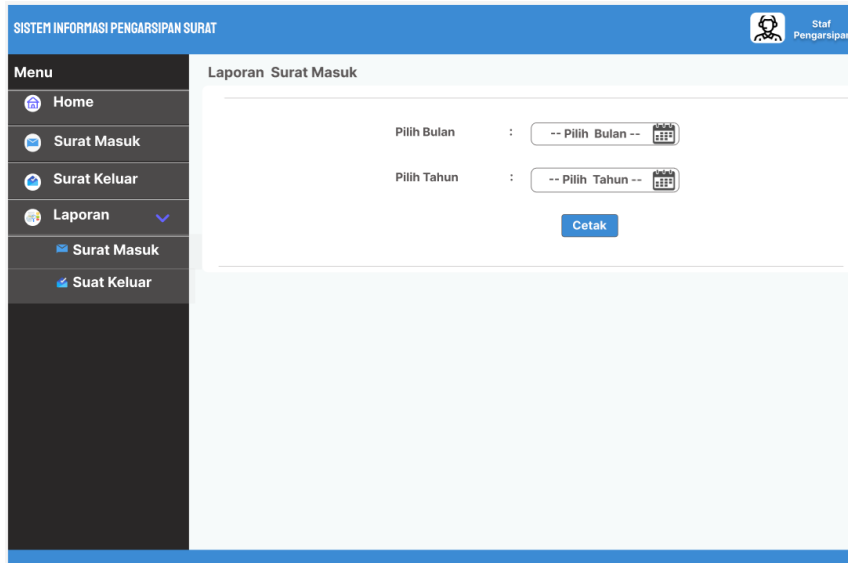 SISTEM INFORMASI PENGARSIPAN SURAT
Staf
Pengarsipan
Menu
Laporan Surat Masuk
Home
Surat Masuk
Surat Keluar
Laporan
Surat Masuk
Suat Keluar
Pilih Bulan : -- Pilih Bulan --
Pilih Tahun : -- Pilih Tahun --
Cetak